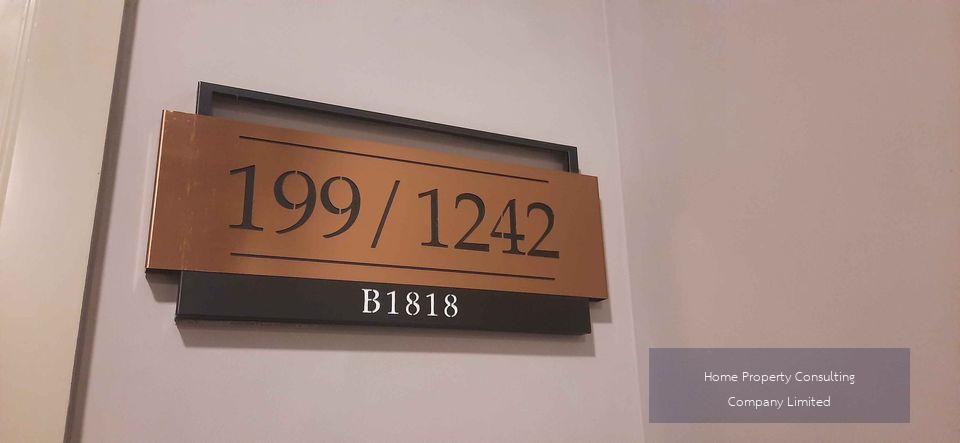 199/1242
B1818
Home Property Consulting
Company Limited